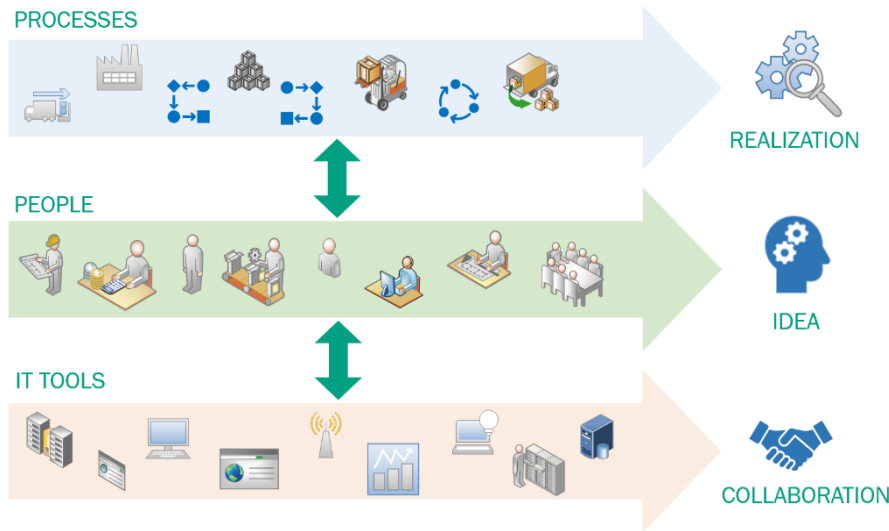 PROCESSES
REALIZATION
PEOPLE
IDEA
IT TOOLS
COLLABORATION